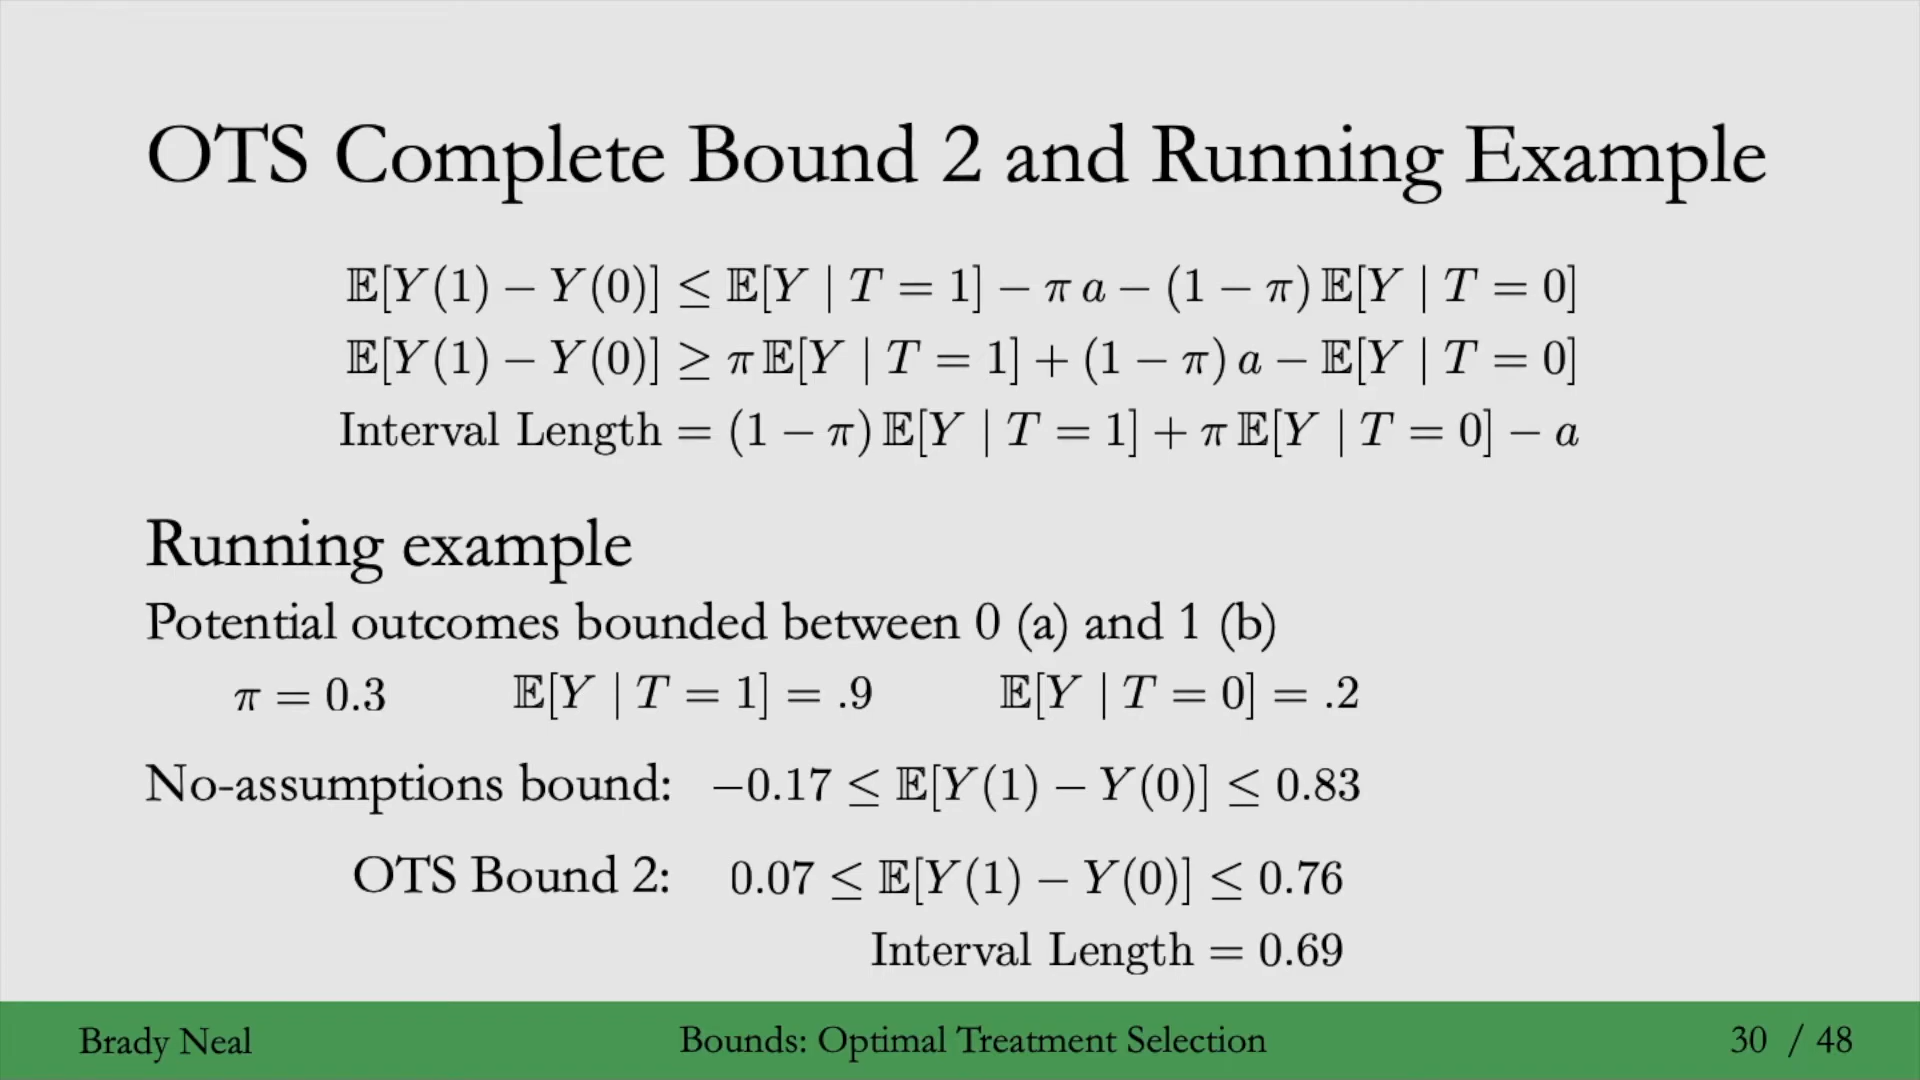 OTS Complete Bound 2 and Running Example
𝔼[Y(1) − Y(0)] ≤ 𝔼[Y | T = 1] − π a − (1 − π) 𝔼[Y | T = 0]
𝔼[Y(1) − Y(0)] ≥ π 𝔼[Y | T = 1] + (1 − π) a − 𝔼[Y | T = 0]
Interval Length = (1 − π) 𝔼[Y | T = 1] + π 𝔼[Y | T = 0] − a
Running example
Potential outcomes bounded between 0 (a) and 1 (b)
π = 0.3 𝔼[Y | T = 1] = .9 𝔼[Y | T = 0] = .2
No-assumptions bound: −0.17 ≤ 𝔼[Y(1) − Y(0)] ≤ 0.83
OTS Bound 2: 0.07 ≤ 𝔼[Y(1) − Y(0)] ≤ 0.76
Interval Length = 0.69
Brady Neal Bounds: Optimal Treatment Selection 30 / 48